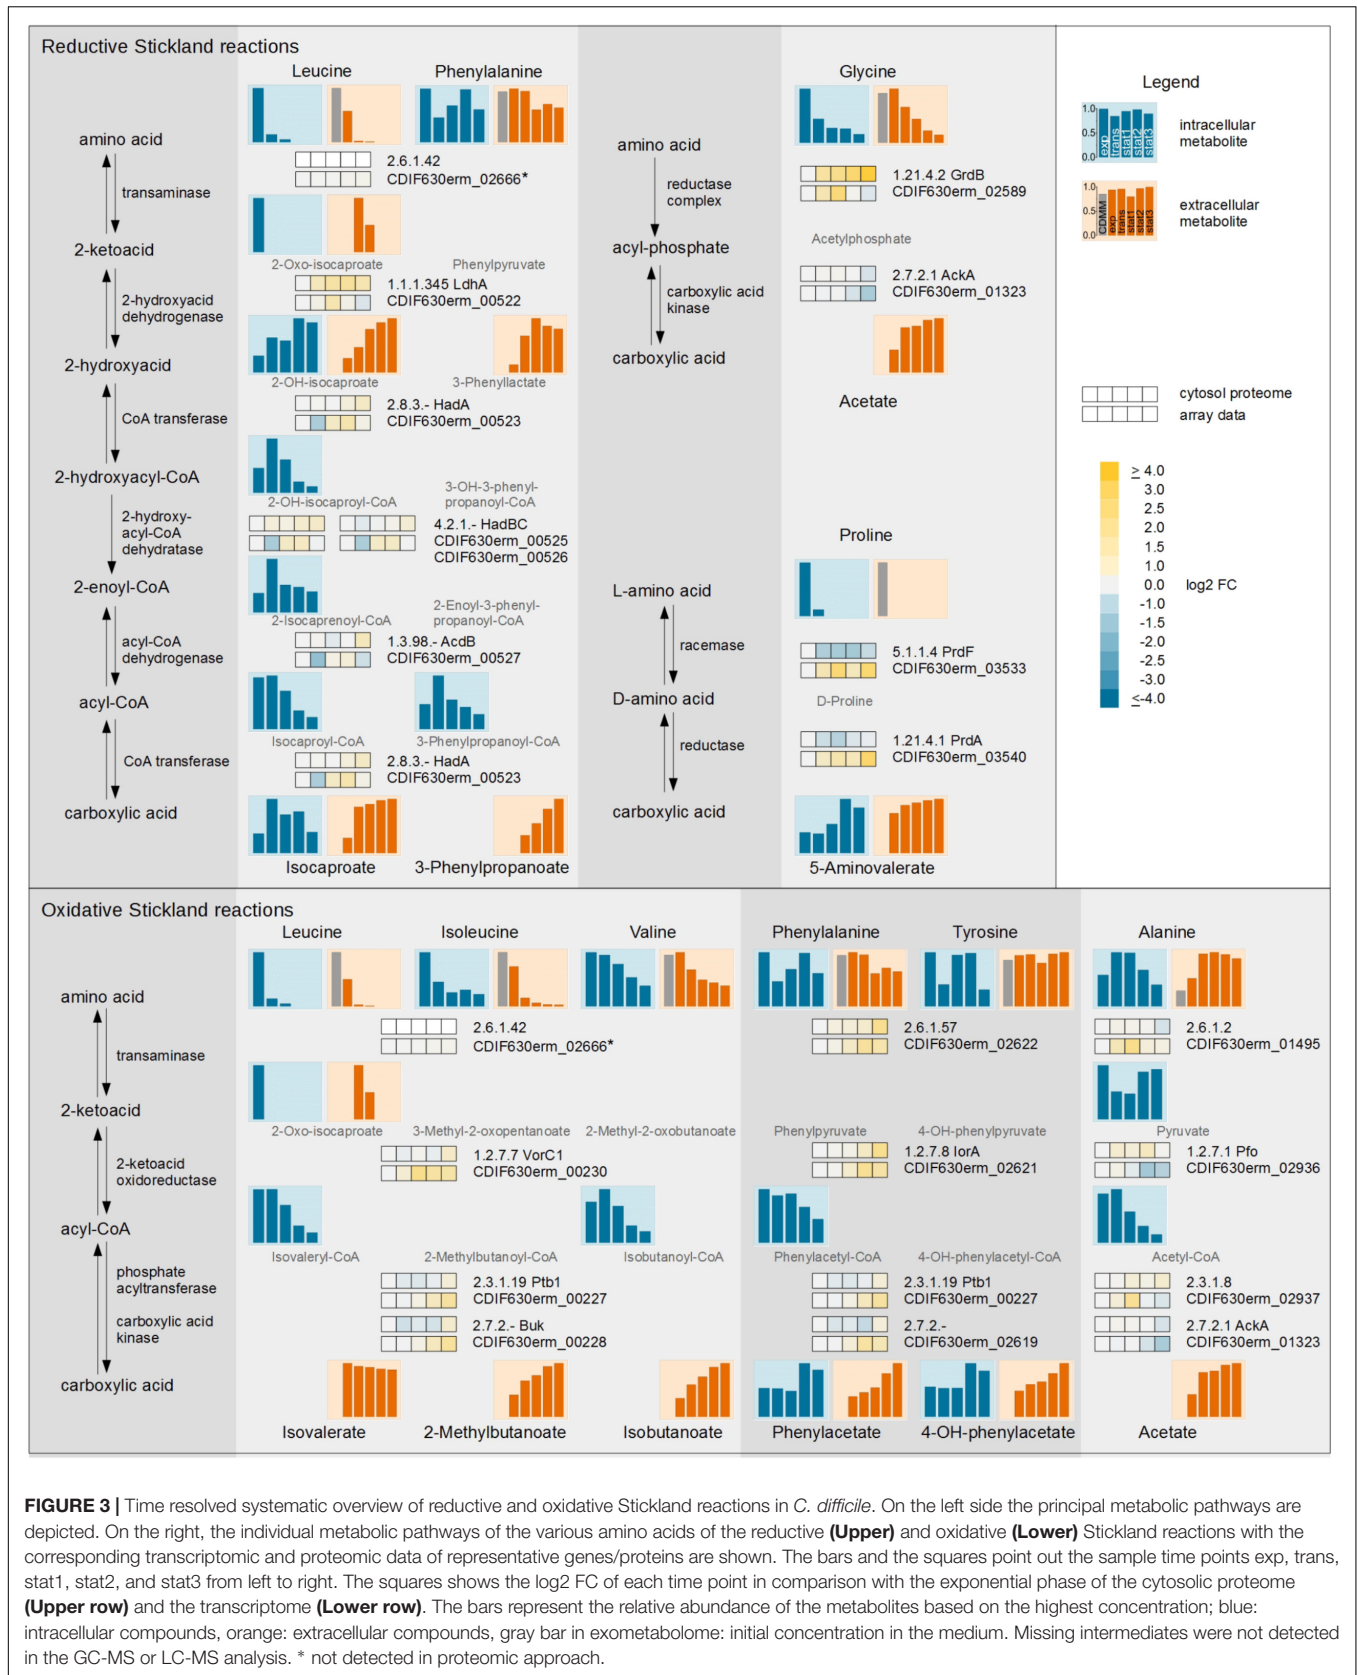 Reductive Stickland reactions
Leucine
Phenylalanine
Glycine
Legend
amino acid
transaminase
2-ketoacid
2-hydroxyacid
dehydrogenase
2-hydroxyacid
CoA transferase
2-hydroxyacyl-CoA
2-hydroxy-
acyl-CoA
dehydratase
2-enoyl-CoA
acyl-CoA
dehydrogenase
acyl-CoA
CoA transferase
carboxylic acid
2.6.1.42
CDIF630erm_02666*
2-Oxo-isocaproate
Phenylpyruvate
1.1.1.345 LdhA
CDIF630erm_00522
2-OH-isocaproate
3-Phenyllactate
2.8.3.- HadA
CDIF630erm_00523
2-OH-isocaproyl-CoA
3-OH-3-phenyl-
propanoyl-CoA
4.2.1.- HadBC
CDIF630erm_00525
CDIF630erm_00526
2-Isocaprenoyl-CoA
2-Enoyl-3-phenyl-
propanoyl-CoA
1.3.98.- AcdB
CDIF630erm_00527
Isocaproyl-CoA
3-Phenylpropanoyl-CoA
2.8.3.- HadA
CDIF630erm_00523
Isocaproate
3-Phenylpropanoate
amino acid
reductase
complex
acyl-phosphate
carboxylic acid
kinase
carboxylic acid
1.21.4.2 GrdB
CDIF630erm_02589
Acetylphosphate
2.7.2.1 AckA
CDIF630erm_01323
Acetate
L-amino acid
racemase
D-amino acid
reductase
carboxylic acid
Proline
5.1.1.4 PrdF
CDIF630erm_03533
D-Proline
1.21.4.1 PrdA
CDIF630erm_03540
5-Aminovalerate
1.0
0.5
0.0
exp
trans
stat1
stat2
stat3
intracellular
metabolite
1.0
0.5
0.0
CDMM
exp
trans
stat1
stat2
stat3
extracellular
metabolite
cytosol proteome
array data
≥ 4.0
3.0
2.0
1.5
1.0
0.0
-1.0
-1.5
-2.0
-2.5
-3.0
≤-4.0
log2 FC
Oxidative Stickland reactions
Leucine
Isoleucine
Valine
Phenylalanine
Tyrosine
Alanine
amino acid
transaminase
2-ketoacid
2-ketoacid
oxidoreductase
acyl-CoA
phosphate
acyltransferase
carboxylic acid
kinase
carboxylic acid
2.6.1.42
CDIF630erm_02666*
2.6.1.57
CDIF630erm_02622
2.6.1.2
CDIF630erm_01495
2-Oxo-isocaproate
3-Methyl-2-oxopentanoate
2-Methyl-2-oxobutanoate
Phenylpyruvate
4-OH-phenylpyruvate
Pyruvate
1.2.7.7 VorC1
CDIF630erm_00230
1.2.7.8 IorA
CDIF630erm_02621
1.2.7.1 Pfo
CDIF630erm_02936
Isovaleryl-CoA
2-Methylbutanoyl-CoA
Isobutanoyl-CoA
Phenylacetyl-CoA
4-OH-phenylacetyl-CoA
Acetyl-CoA
2.3.1.19 Ptb1
CDIF630erm_00227
2.7.2.- Buk
CDIF630erm_00228
2.3.1.19 Ptb1
CDIF630erm_00227
2.7.2.-
CDIF630erm_02619
2.3.1.8
CDIF630erm_02937
2.7.2.1 AckA
CDIF630erm_01323
Isovalerate
2-Methylbutanoate
Isobutanoate
Phenylacetate
4-OH-phenylacetate
Acetate
FIGURE 3 | Time resolved systematic overview of reductive and oxidative Stickland reactions in C. difficile. On the left side the principal metabolic pathways are
depicted. On the right, the individual metabolic pathways of the various amino acids of the reductive (Upper) and oxidative (Lower) Stickland reactions with the
corresponding transcriptomic and proteomic data of representative genes/proteins are shown. The bars and the squares point out the sample time points exp, trans,
stat1, stat2, and stat3 from left to right. The squares shows the log2 FC of each time point in comparison with the exponential phase of the cytosolic proteome
(Upper row) and the transcriptome (Lower row). The bars represent the relative abundance of the metabolites based on the highest concentration; blue:
intracellular compounds, orange: extracellular compounds, gray bar in exometabolome: initial concentration in the medium. Missing intermediates were not detected
in the GC-MS or LC-MS analysis. * not detected in proteomic approach.